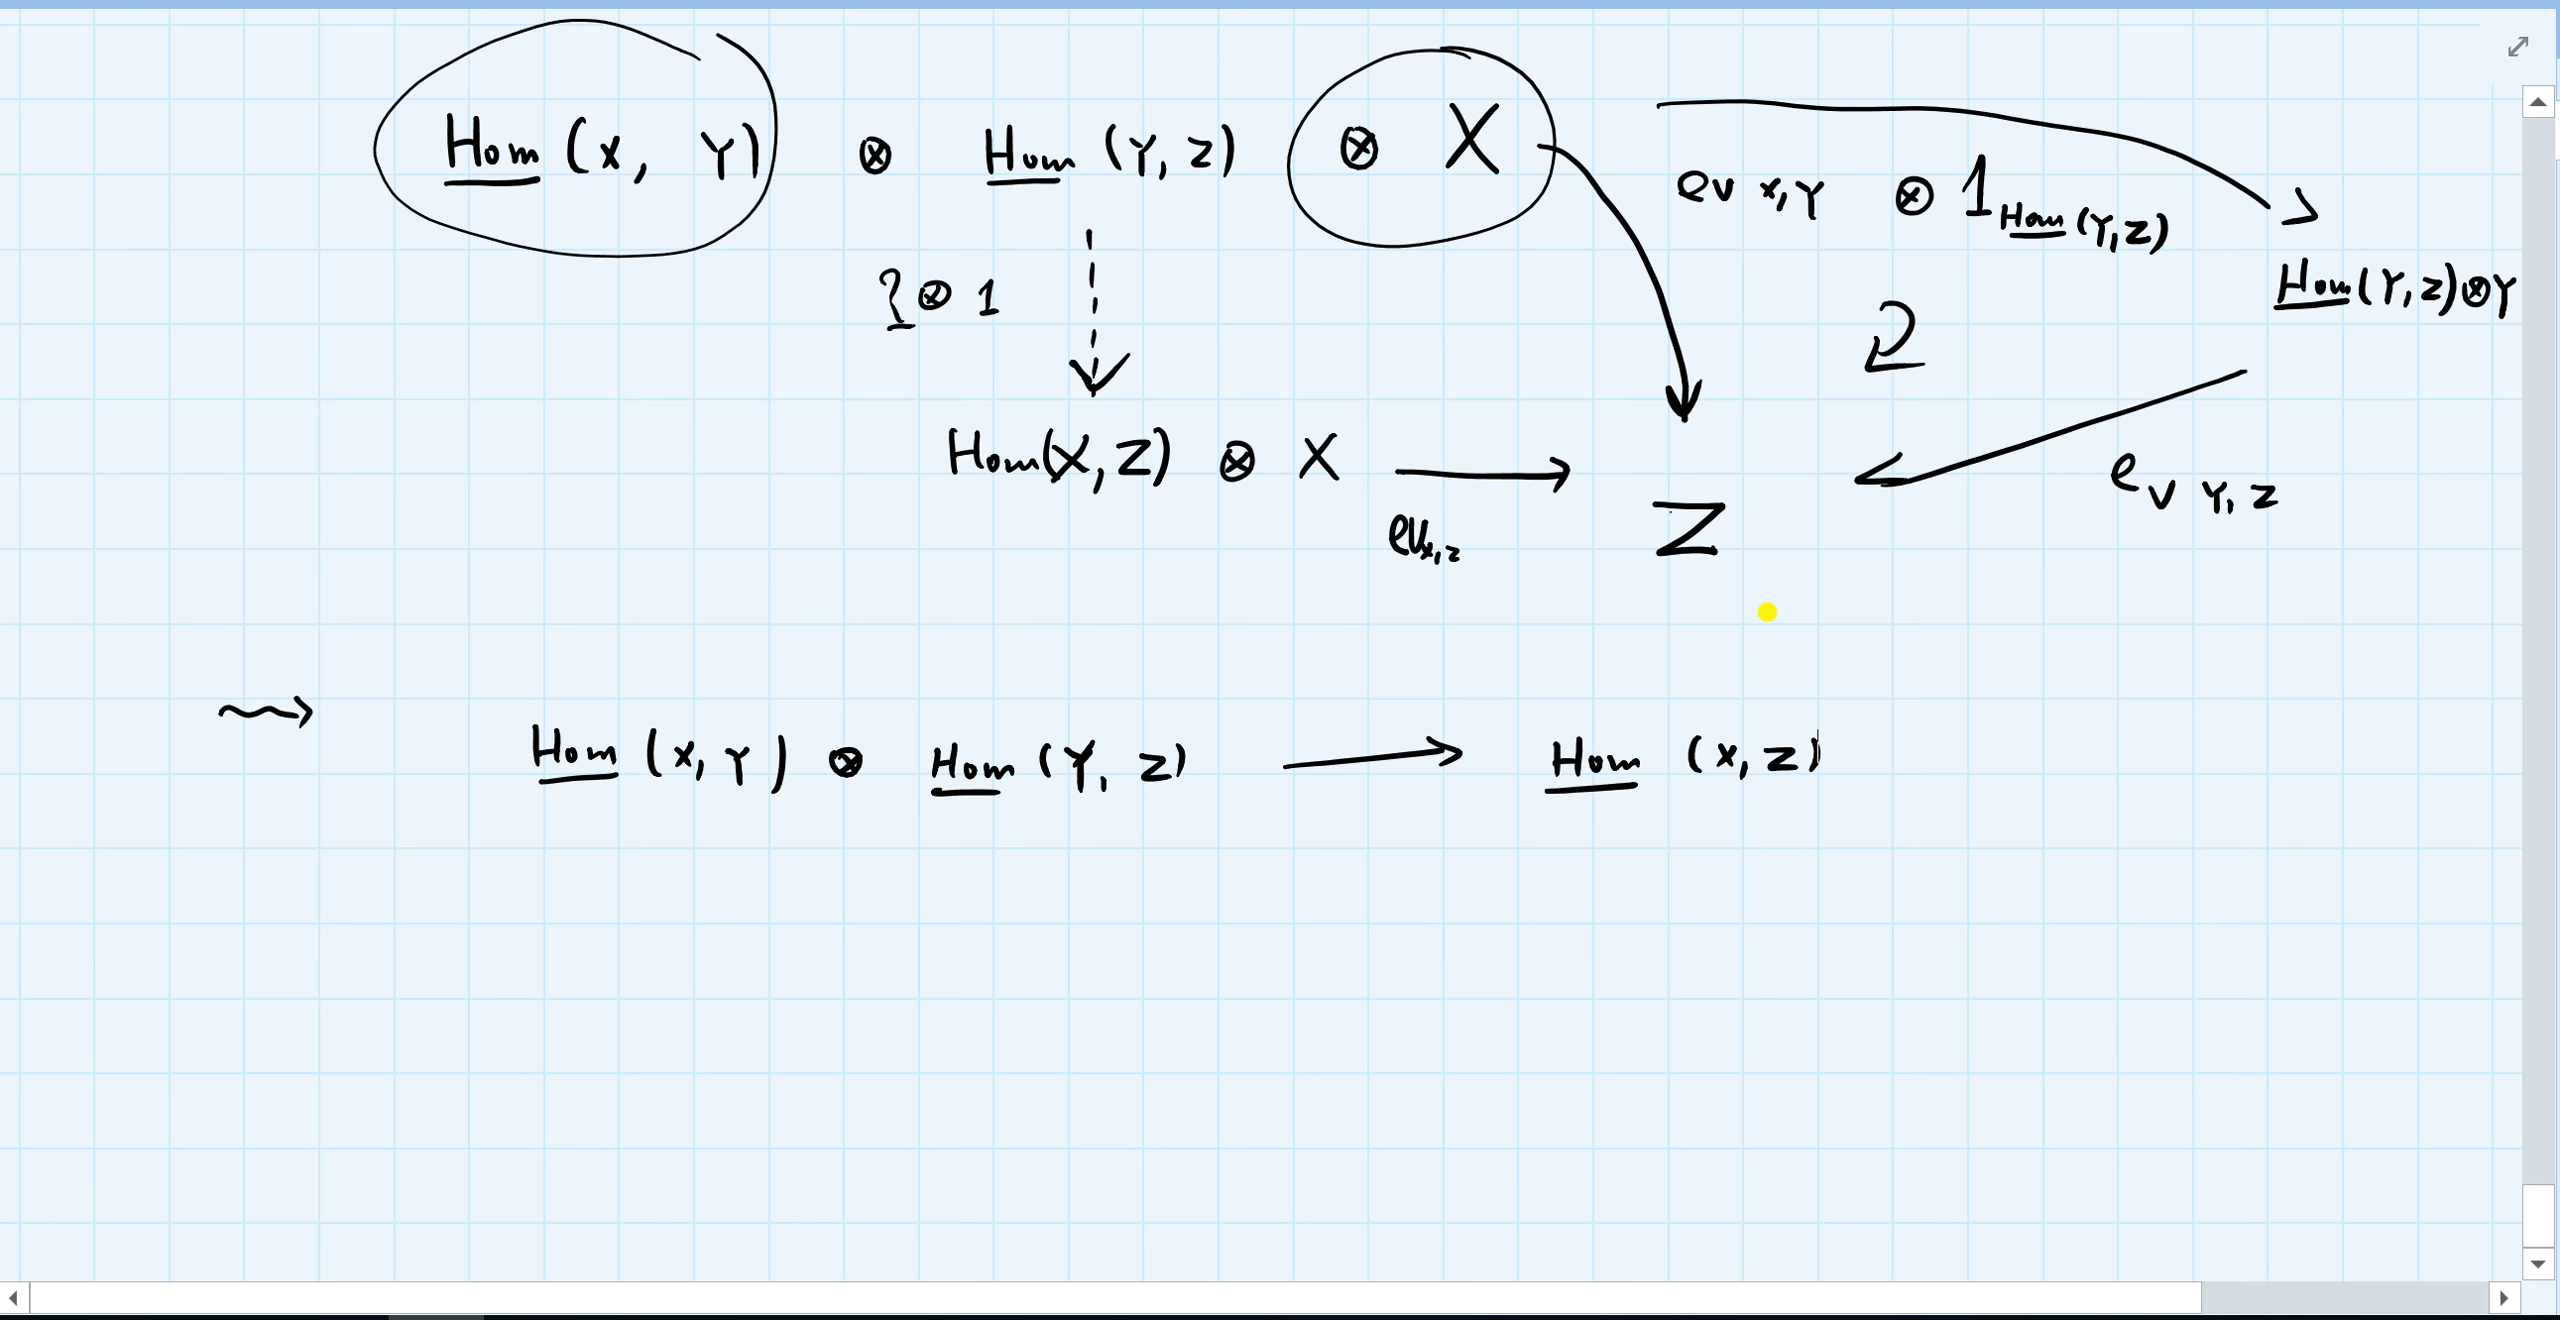 Hom (X, Y) ⊗ Hom (Y, Z) ⊗ X
ev X,Y ⊗ 1 Hom (Y,Z)
Hom (Y, Z) ⊗ Y
⊗ 1
Hom(X, Z) ⊗ X → Z
ev X,Z
ev Y, Z
⇝ Hom (X, Y) ⊗ Hom (Y, Z) → Hom (X, Z)